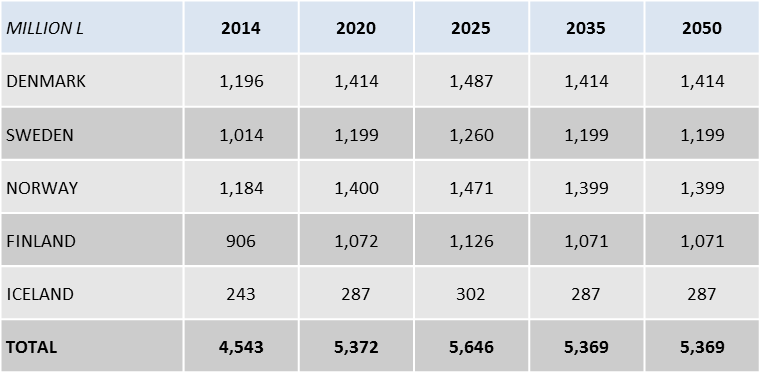 MILLION L 2014 2020 2025 2035 2050
DENMARK 1,196 1,414 1,487 1,414 1,414
SWEDEN 1,014 1,199 1,260 1,199 1,199
NORWAY 1,184 1,400 1,471 1,399 1,399
FINLAND 906 1,072 1,126 1,071 1,071
ICELAND 243 287 302 287 287
TOTAL 4,543 5,372 5,646 5,369 5,369